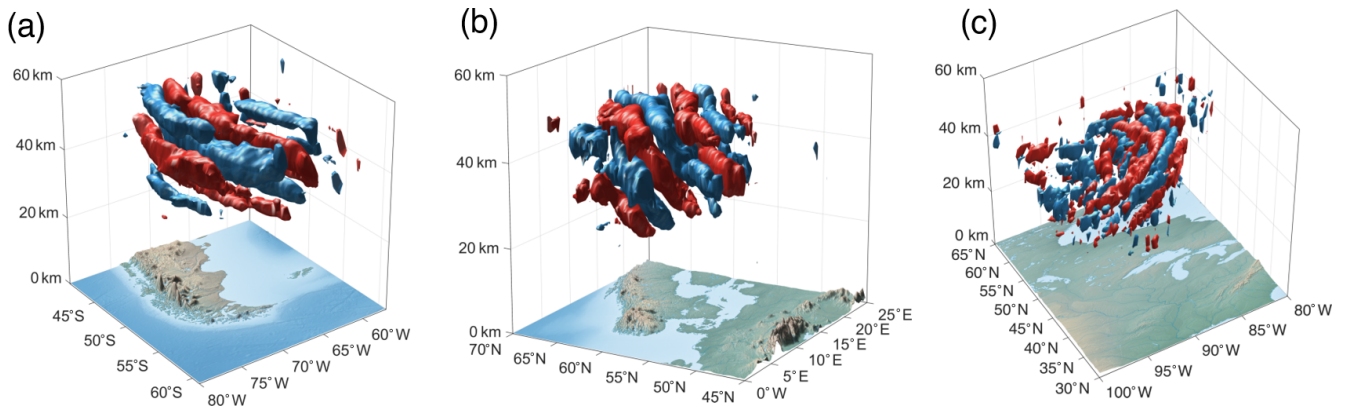 (a)
60 km
40 km
20 km
0 km
45°S
50°S
55°S
60°S
80°W
75°W
70°W
65°W
60°W
(b)
60 km
40 km
20 km
0 km
70°N
65°N
60°N
55°N
50°N
45°N
0°W
5°E
10°E
15°E
20°E
25°E
(c)
60 km
40 km
20 km
0 km
65°N
60°N
55°N
50°N
45°N
40°N
35°N
30°N
100°W
95°W
90°W
85°W
80°W